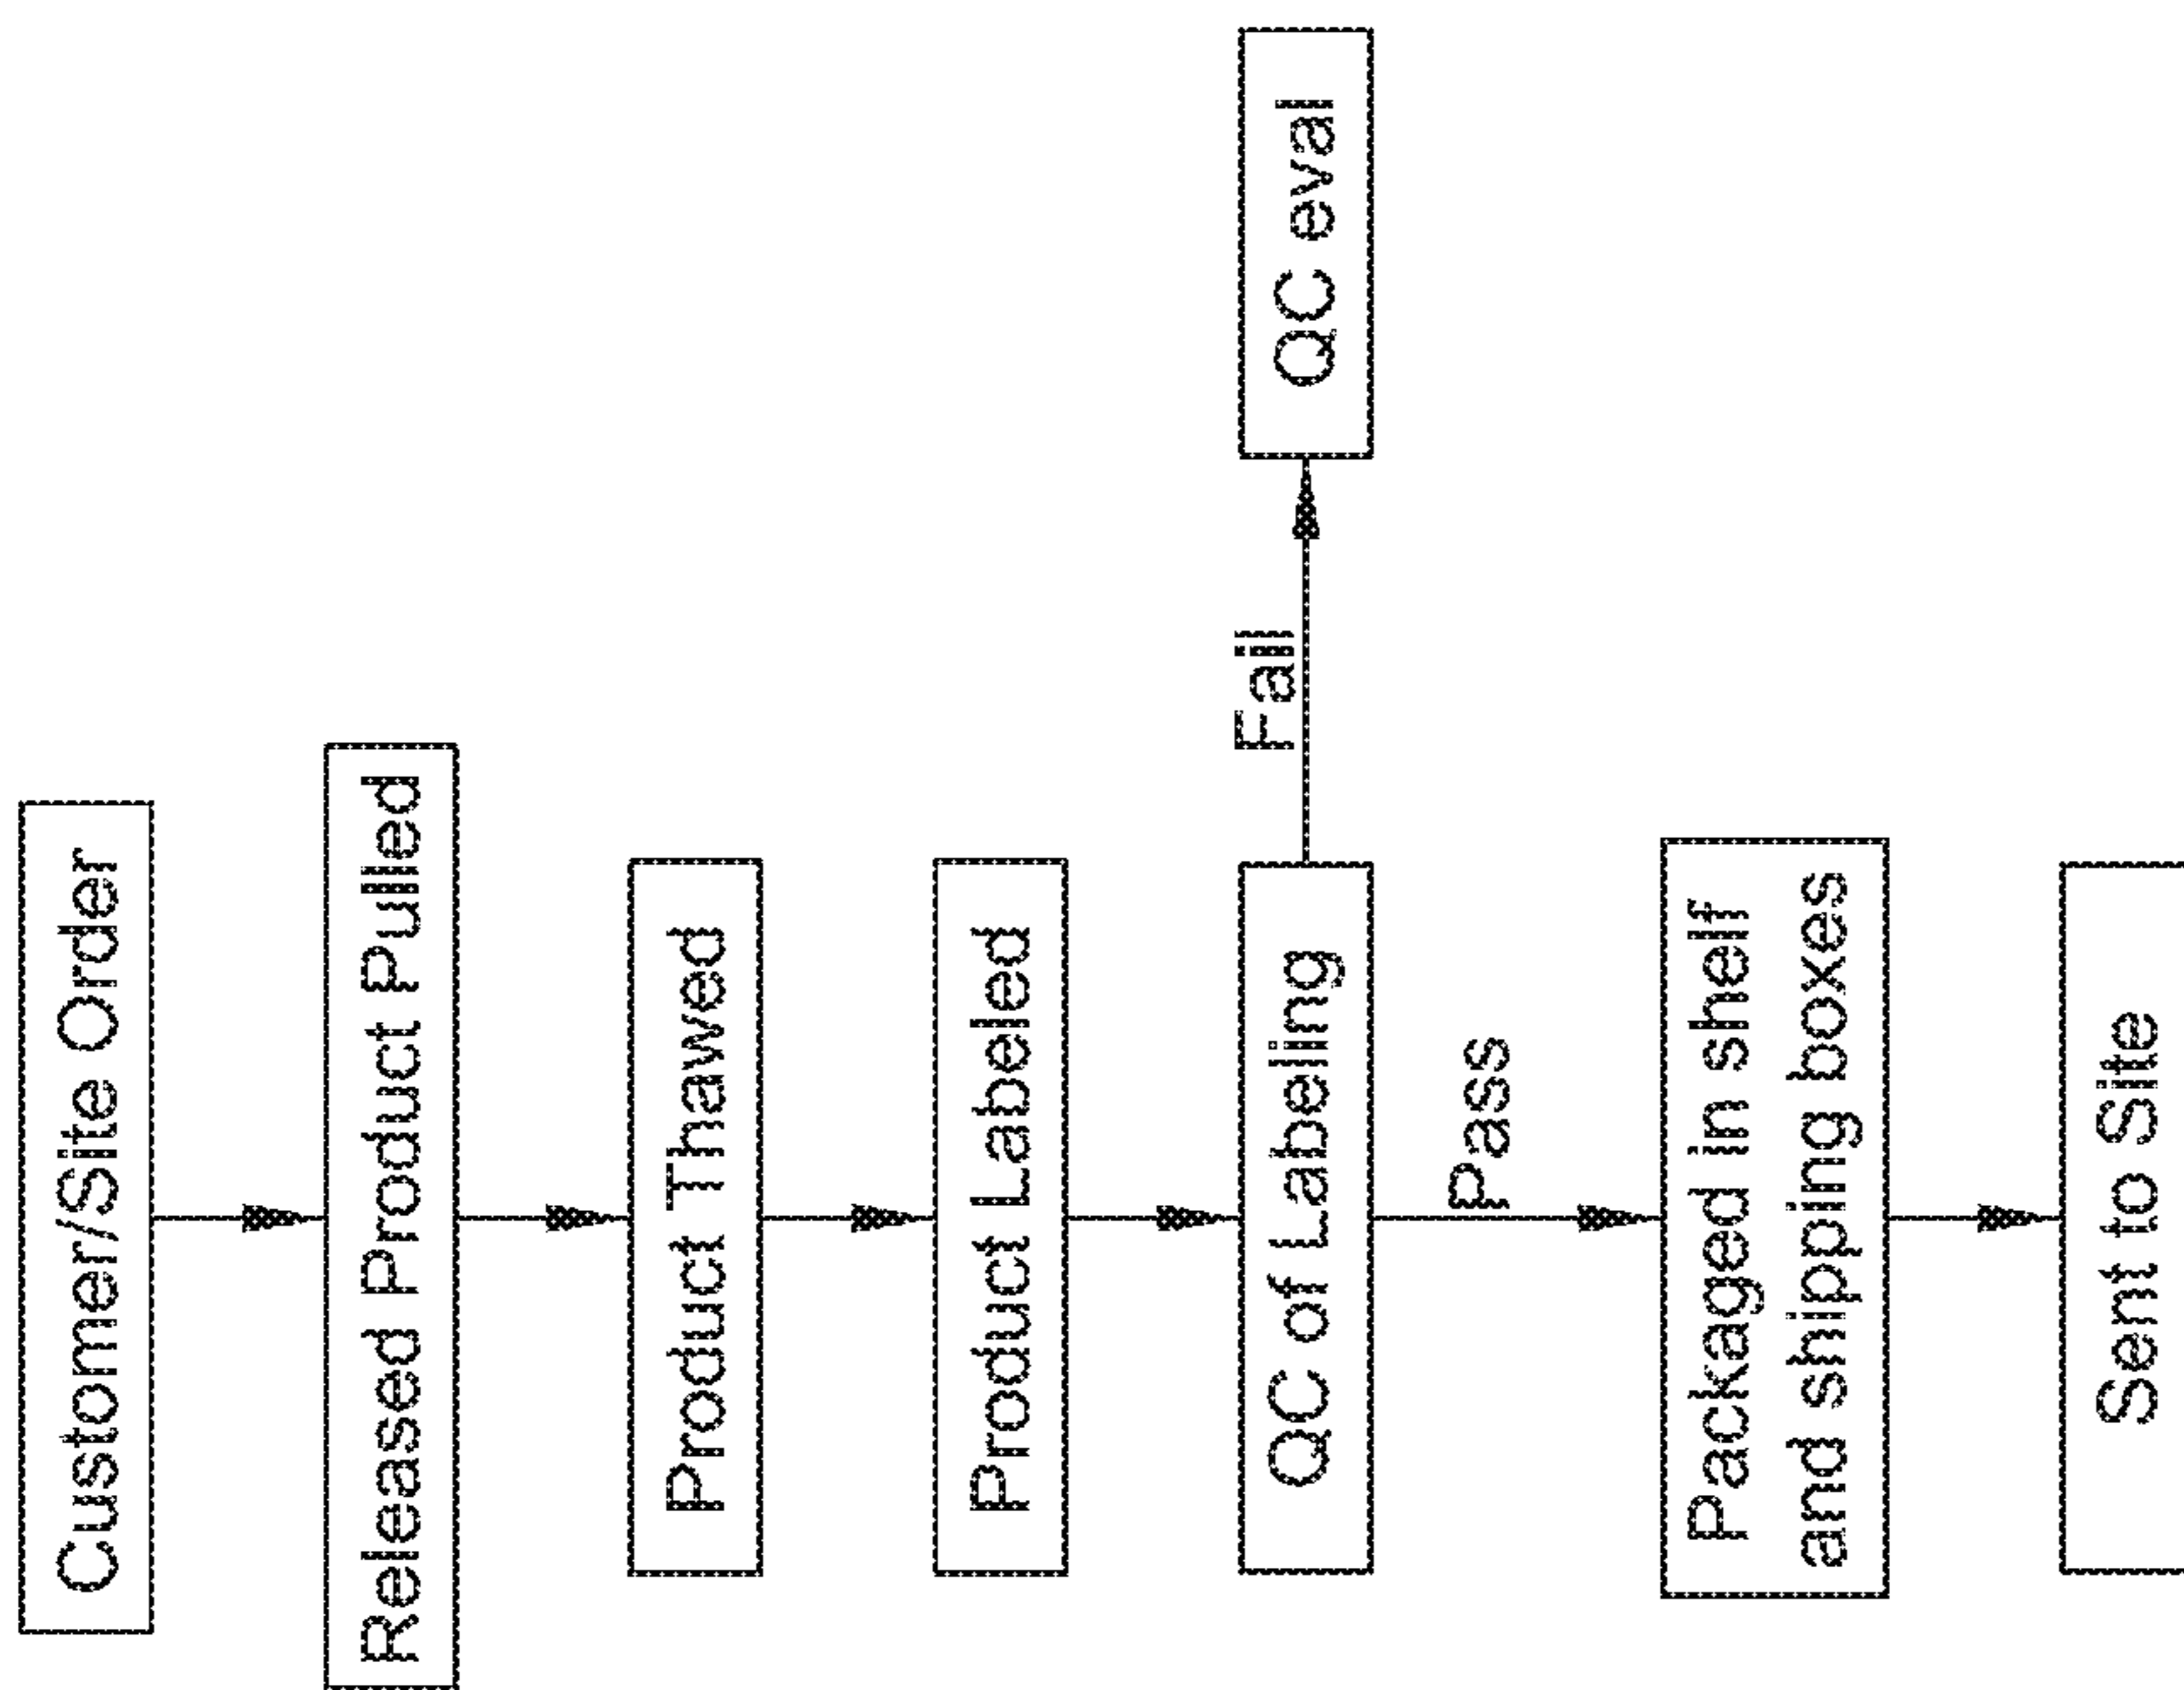 Customer/Site Order
Released Product Pulled
Product Thawed
Product Labeled
QC of Labeling
Fail
QC eval
Pass
Packaged in shelf
and shipping boxes
Sent to Site